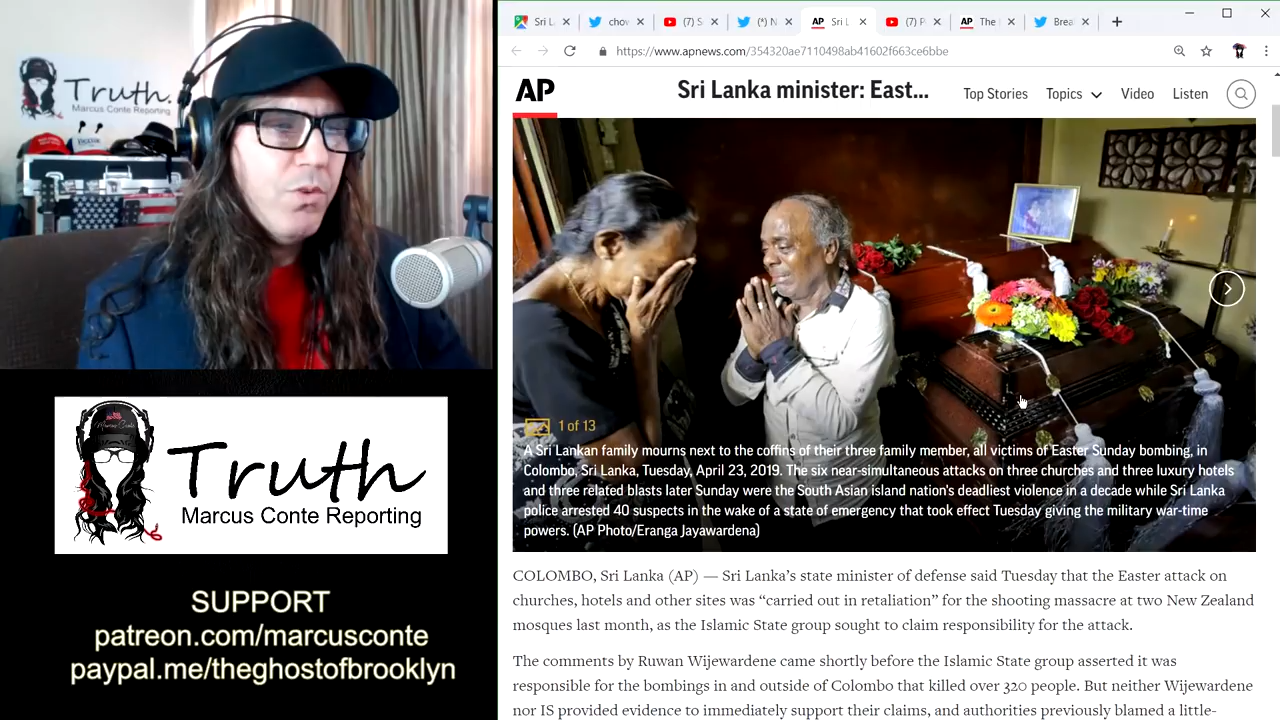 Truth.
Marcus Conte Reporting
Truth
Marcus Conte Reporting
SUPPORT
patreon.com/marcusconte
paypal.me/theghostofbrooklyn
Sri L
chow
(7) S
(*) N
AP Sri L
(7) P
AP The
Brea
https://www.apnews.com/354320ae7110498ab41602f663ce6bbe
AP
Sri Lanka minister: East...
Top Stories Topics Video Listen
1 of 13
A Sri Lankan family mourns next to the coffins of their three family member, all victims of Easter Sunday bombing, in
Colombo, Sri Lanka, Tuesday, April 23, 2019. The six near-simultaneous attacks on three churches and three luxury hotels
and three related blasts later Sunday were the South Asian island nation's deadliest violence in a decade while Sri Lanka
police arrested 40 suspects in the wake of a state of emergency that took effect Tuesday giving the military war-time
powers. (AP Photo/Eranga Jayawardena)
COLOMBO, Sri Lanka (AP) — Sri Lanka’s state minister of defense said Tuesday that the Easter attack on
churches, hotels and other sites was “carried out in retaliation” for the shooting massacre at two New Zealand
mosques last month, as the Islamic State group sought to claim responsibility for the attack.
The comments by Ruwan Wijewardene came shortly before the Islamic State group asserted it was
responsible for the bombings in and outside of Colombo that killed over 320 people. But neither Wijewardene
nor IS provided evidence to immediately support their claims, and authorities previously blamed a little-